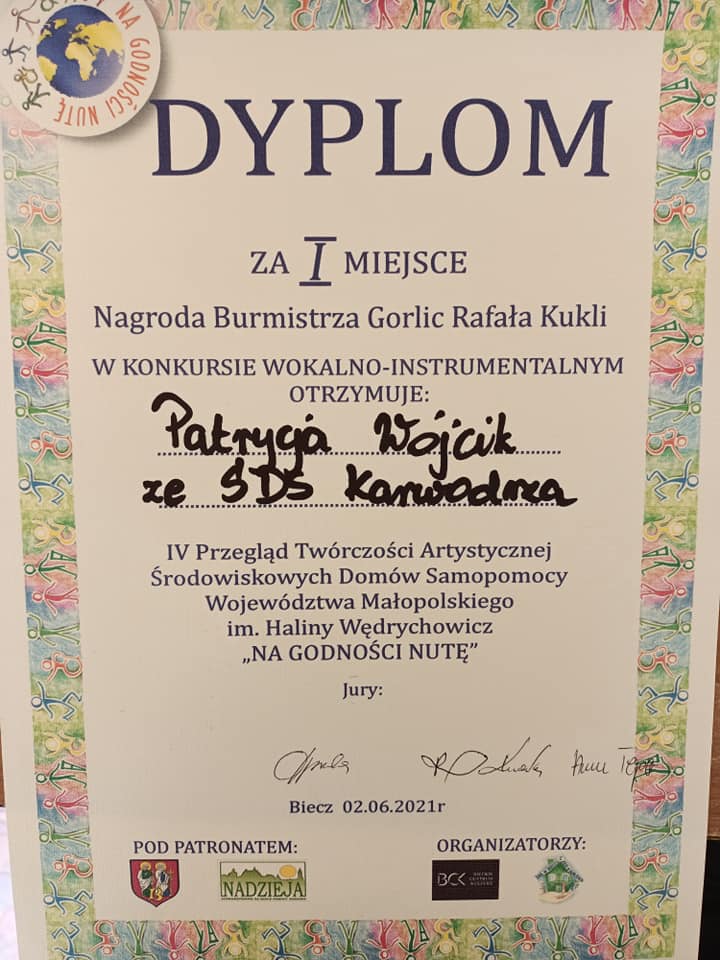 NA GODNOŚCI NUTĘ
DYPLOM
ZA I MIEJSCE
Nagroda Burmistrza Gorlic Rafała Kukli
W KONKURSIE WOKALNO-INSTRUMENTALNYM
OTRZYMUJE:
Patrycja Wójcik
ze ŚDS Karwodrza
IV Przegląd Twórczości Artystycznej
Środowiskowych Domów Samopomocy
Województwa Małopolskiego
im. Haliny Wędrychowicz
„NA GODNOŚCI NUTĘ”
Jury:
Biecz 02.06.2021r
POD PATRONATEM:
ORGANIZATORZY:
NADZIEJA
BCK